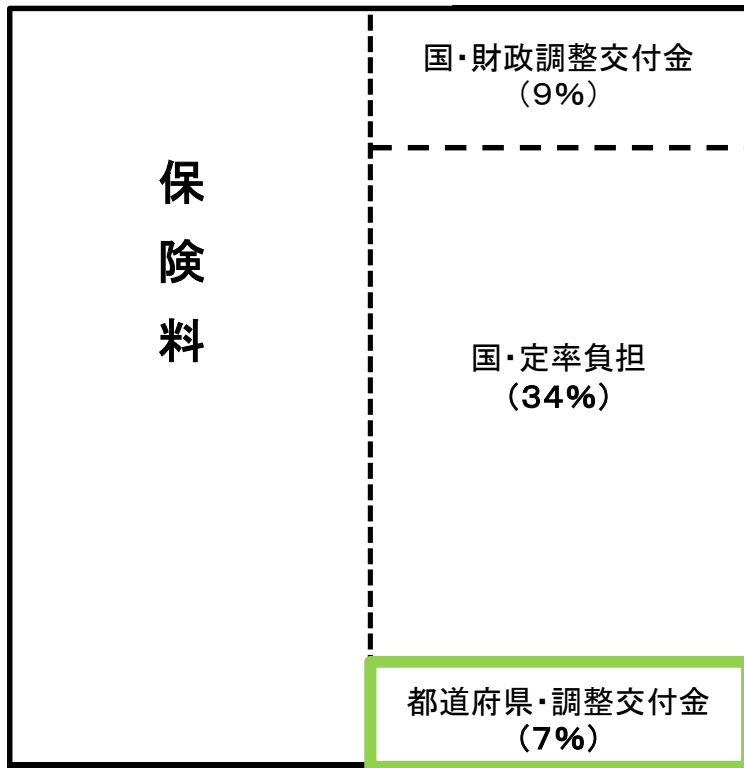 保
険
料
国・財政調整交付金
（9％）
国・定率負担
（34％）
都道府県・調整交付金
（7％）